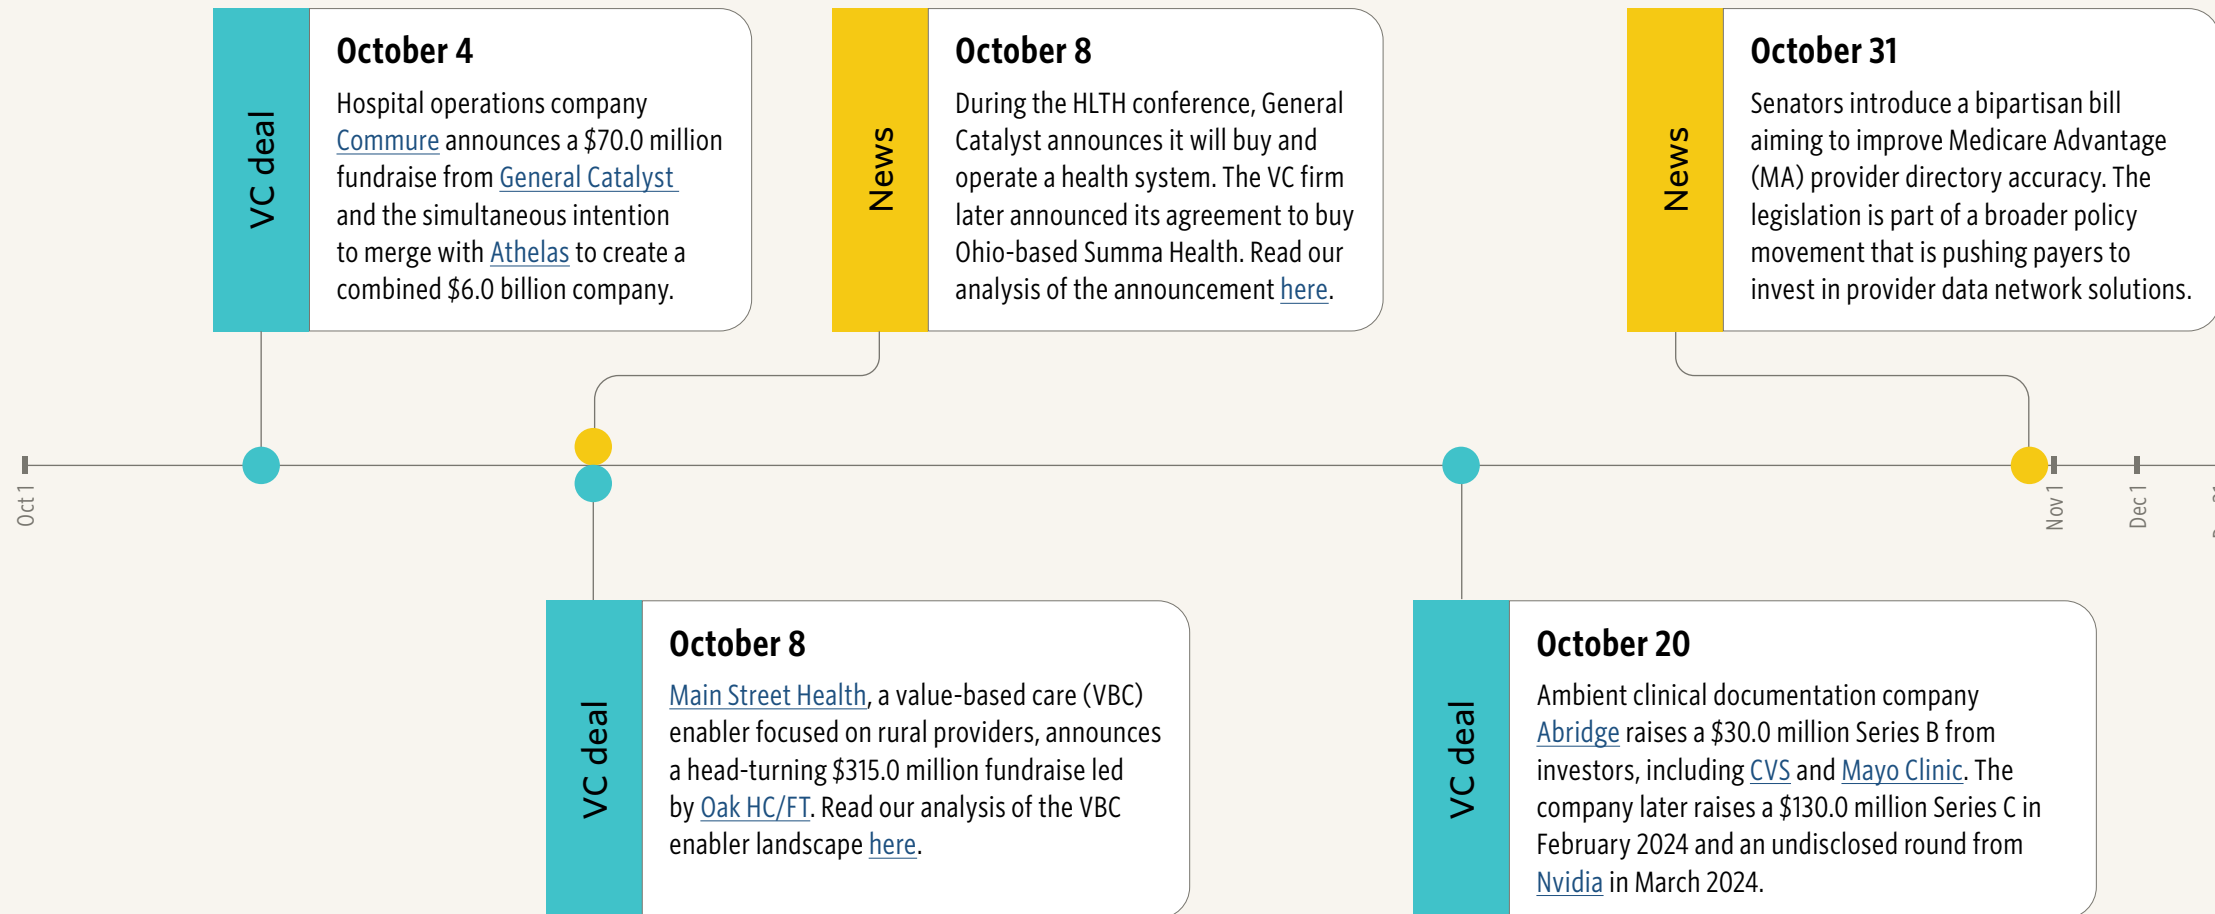 VC deal
October 4
Hospital operations company
Commure announces a $70.0 million
fundraise from General Catalyst
and the simultaneous intention
to merge with Athelas to create a
combined $6.0 billion company.
News
October 8
During the HLTH conference, General
Catalyst announces it will buy and
operate a health system. The VC firm
later announced its agreement to buy
Ohio-based Summa Health. Read our
analysis of the announcement here.
News
October 31
Senators introduce a bipartisan bill
aiming to improve Medicare Advantage
(MA) provider directory accuracy. The
legislation is part of a broader policy
movement that is pushing payers to
invest in provider data network solutions.
Oct 1
Nov 1
Dec 1
VC deal
October 8
Main Street Health, a value-based care (VBC)
enabler focused on rural providers, announces
a head-turning $315.0 million fundraise led
by Oak HC/FT. Read our analysis of the VBC
enabler landscape here.
VC deal
October 20
Ambient clinical documentation company
Abridge raises a $30.0 million Series B from
investors, including CVS and Mayo Clinic. The
company later raises a $130.0 million Series C in
February 2024 and an undisclosed round from
Nvidia in March 2024.